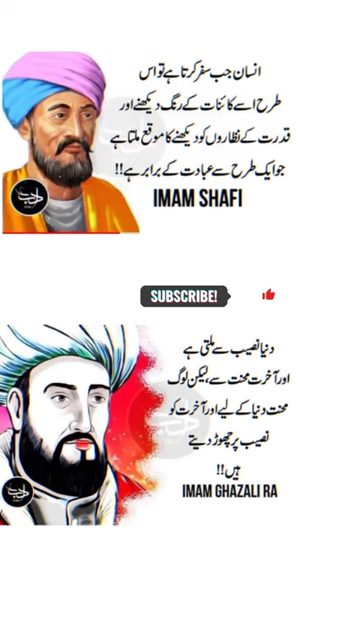 انسان جب سفر کرتا ہے تو اس
طرح اسے کائنات کے رنگ دیکھنے اور
قدرت کے نظاروں کو دیکھنے کا موقع ملتا ہے
جو ایک طرح سے عبادت کے برابر ہے!!
IMAM SHAFI
SUBSCRIBE!
دنیا نصیب سے ملتی ہے
اور آخرت محنت سے، لیکن لوگ
محنت دنیا کے لیے اور آخرت کو
نصیب پر چھوڑ دیتے
ہیں!!
IMAM GHAZALI RA